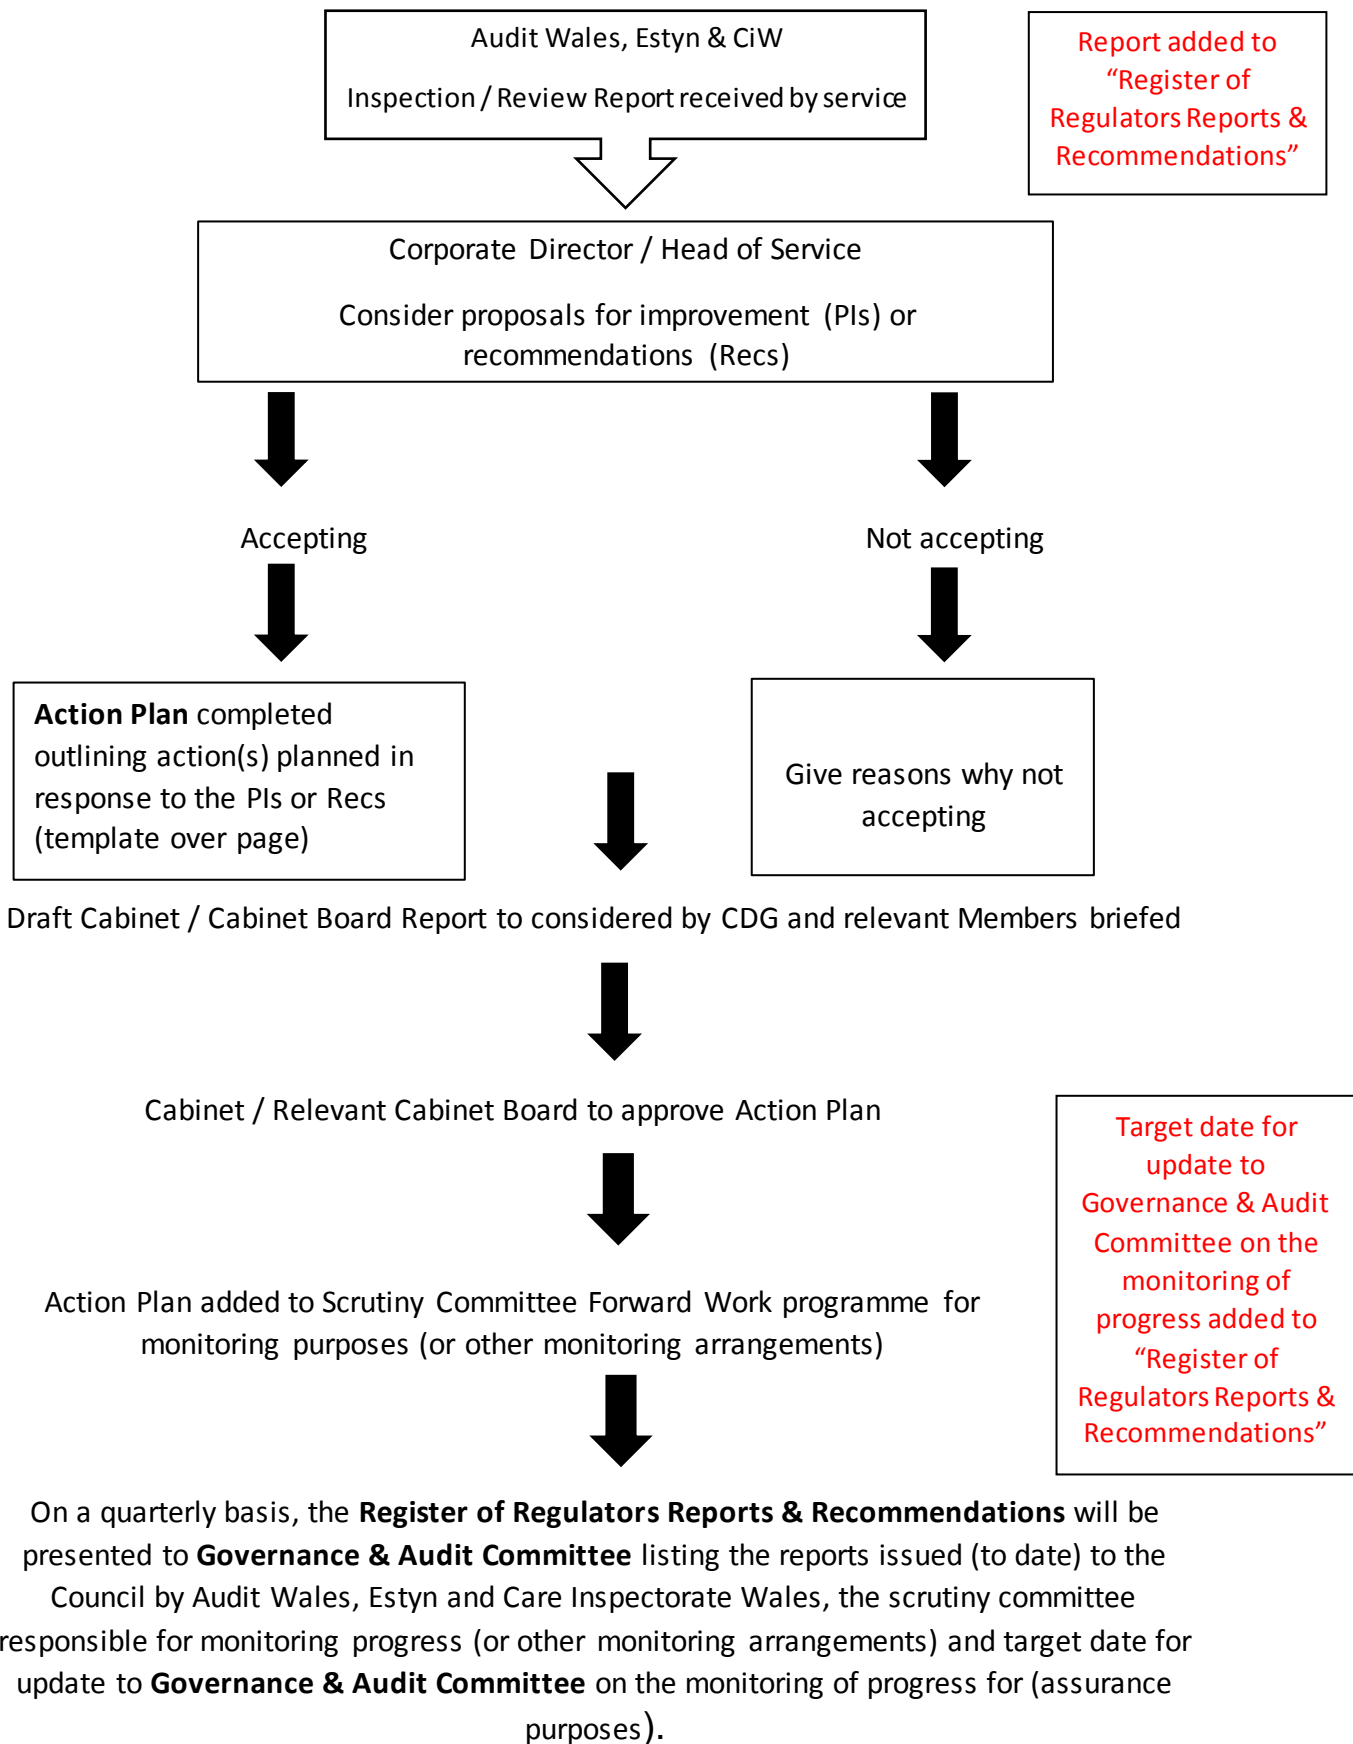 Audit Wales, Estyn & CiW
Inspection / Review Report received by service
Report added to
“Register of
Regulators Reports &
Recommendations”
Corporate Director / Head of Service
Consider proposals for improvement (PIs) or
recommendations (Recs)
Accepting
Not accepting
Action Plan completed
outlining action(s) planned in
response to the PIs or Recs
(template over page)
Give reasons why not
accepting
Draft Cabinet / Cabinet Board Report to considered by CDG and relevant Members briefed
Cabinet / Relevant Cabinet Board to approve Action Plan
Target date for
update to
Governance & Audit
Committee on the
monitoring of
progress added to
“Register of
Regulators Reports &
Recommendations”
Action Plan added to Scrutiny Committee Forward Work programme for
monitoring purposes (or other monitoring arrangements)
On a quarterly basis, the Register of Regulators Reports & Recommendations will be
presented to Governance & Audit Committee listing the reports issued (to date) to the
Council by Audit Wales, Estyn and Care Inspectorate Wales, the scrutiny committee
responsible for monitoring progress (or other monitoring arrangements) and target date for
update to Governance & Audit Committee on the monitoring of progress for (assurance
purposes).